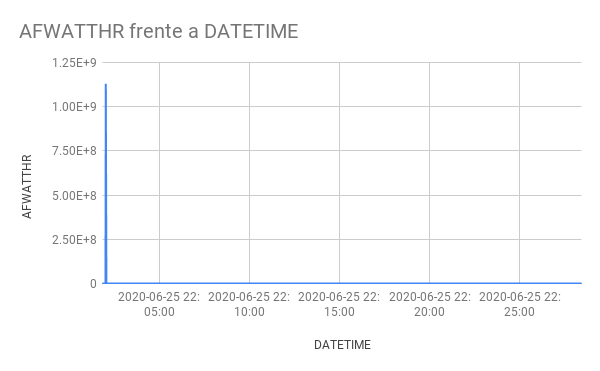 AFWATTHR frente a DATETIME
1.25E+9
1.00E+9
7.50E+8
5.00E+8
2.50E+8
0
AFWATTHR
2020-06-25 22: 2020-06-25 22: 2020-06-25 22: 2020-06-25 22: 2020-06-25 22:
05:00 10:00 15:00 20:00 25:00
DATETIME